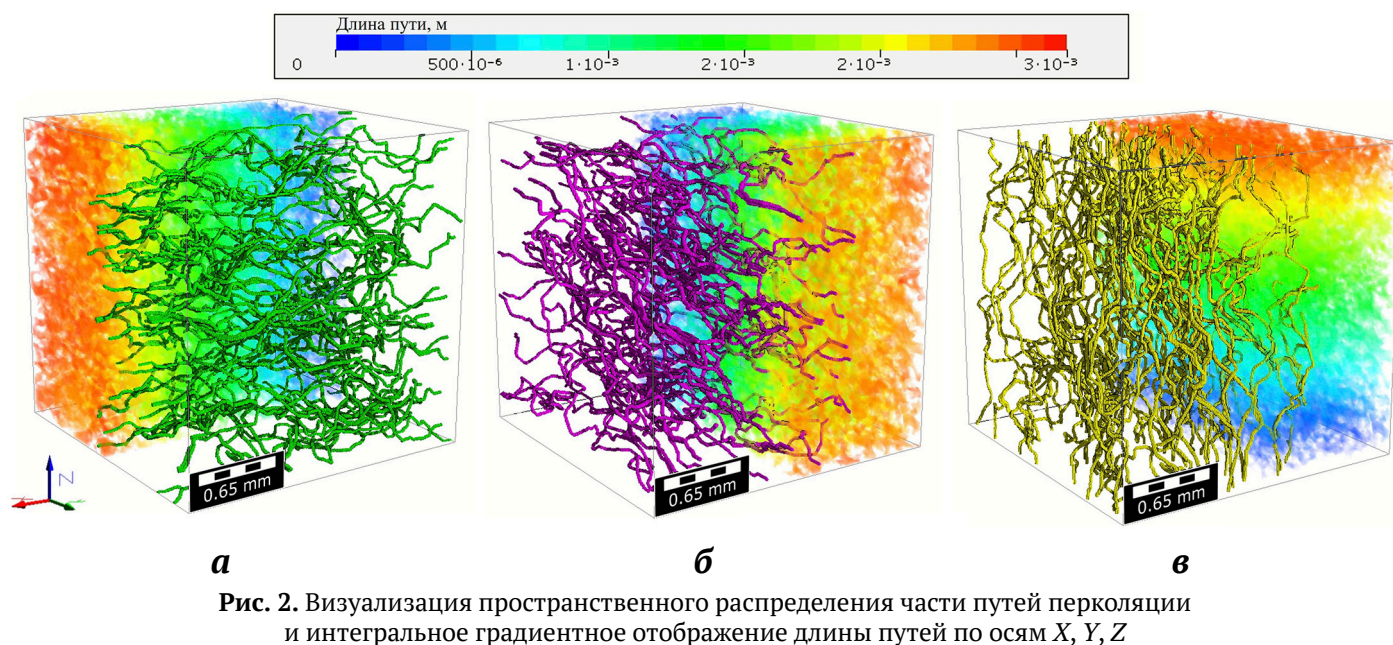 Длина пути, м
0 500·10⁻⁶ 1·10⁻³ 2·10⁻³ 2·10⁻³ 3·10⁻³
Z
0.65 mm 0.65 mm 0.65 mm
а б в
Рис. 2. Визуализация пространственного распределения части путей перколяции
и интегральное градиентное отображение длины путей по осям X, Y, Z